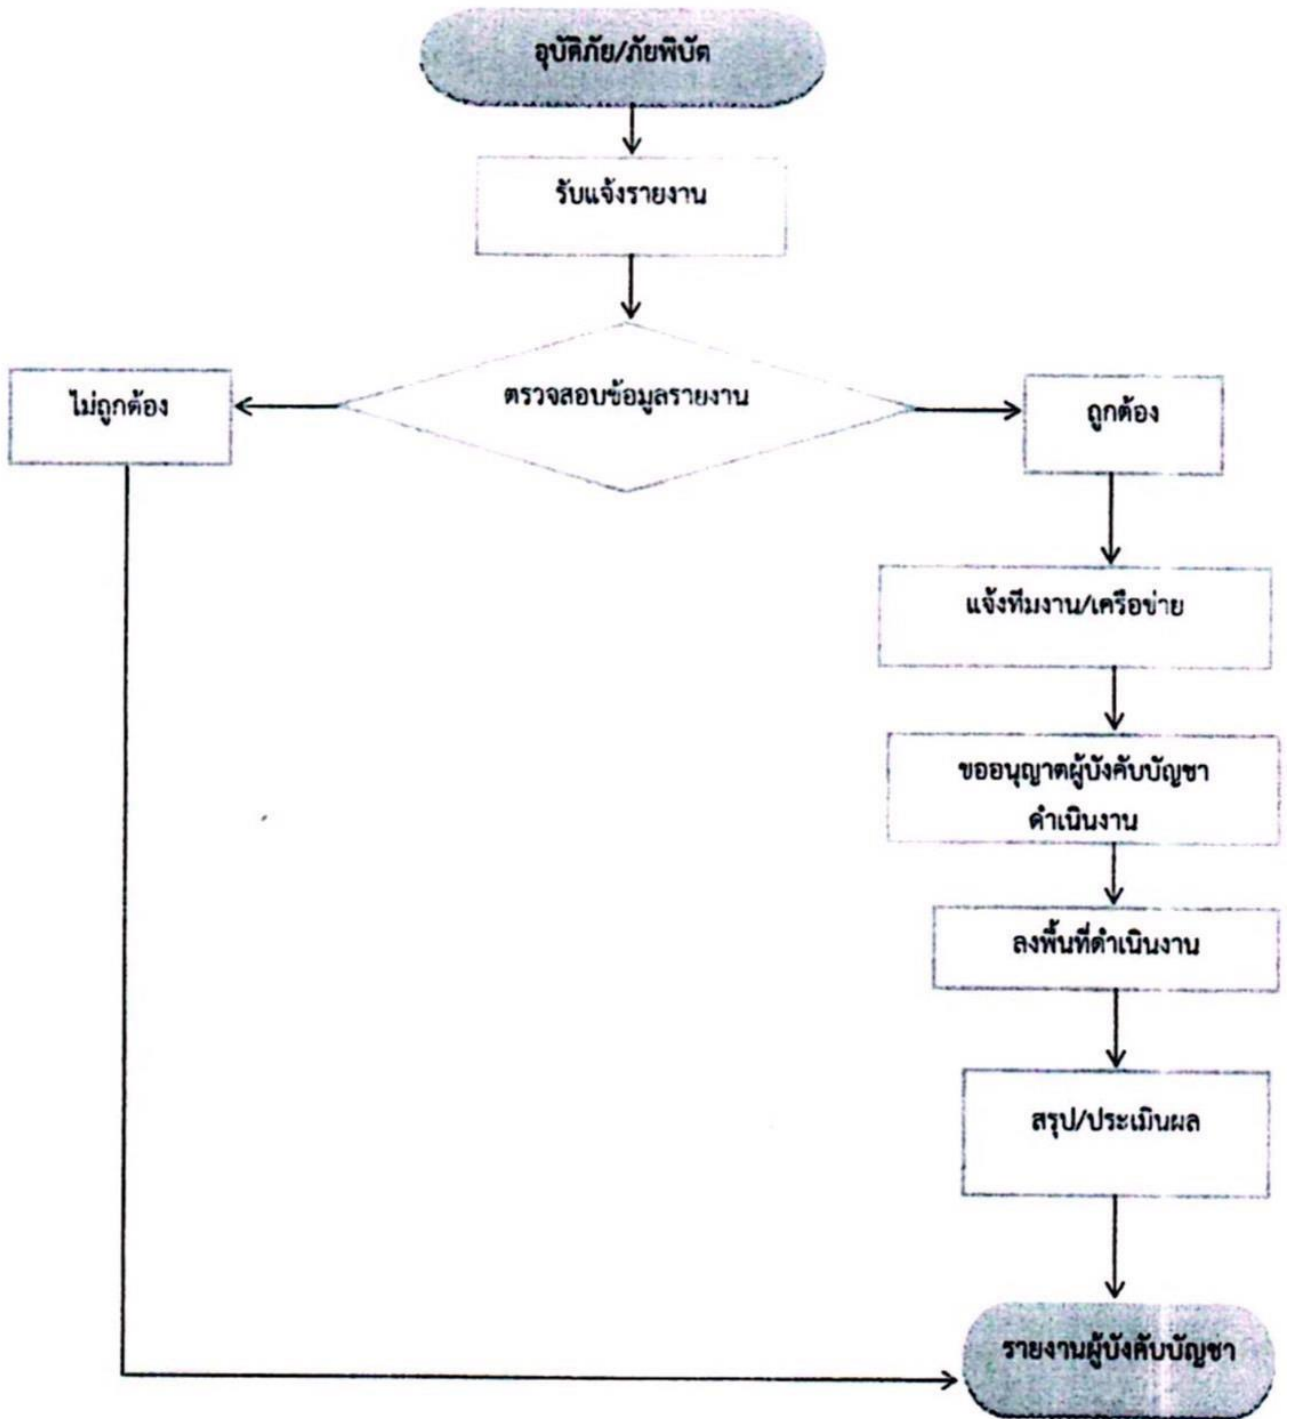 อุบัติภัย/ภัยพิบัต
รับแจ้งรายงาน
ตรวจสอบข้อมูลรายงาน
ไม่ถูกต้อง
ถูกต้อง
แจ้งทีมงาน/เครือข่าย
ขออนุญาตผู้บังคับบัญชา
ดำเนินงาน
ลงพื้นที่ดำเนินงาน
สรุป/ประเมินผล
รายงานผู้บังคับบัญชา